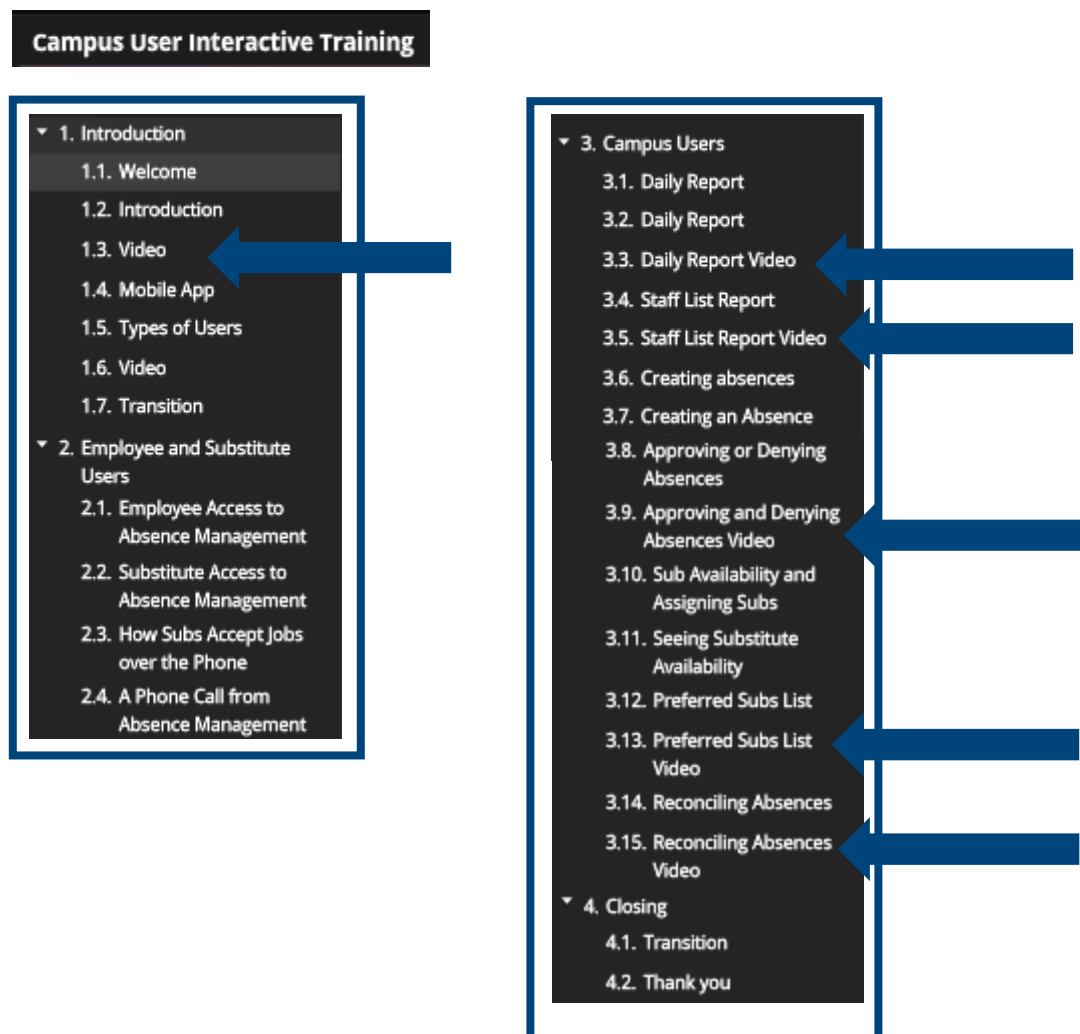 Campus User Interactive Training
1. Introduction
1.1. Welcome
1.2. Introduction
1.3. Video
1.4. Mobile App
1.5. Types of Users
1.6. Video
1.7. Transition
2. Employee and Substitute
Users
2.1. Employee Access to
Absence Management
2.2. Substitute Access to
Absence Management
2.3. How Subs Accept Jobs
over the Phone
2.4. A Phone Call from
Absence Management
3. Campus Users
3.1. Daily Report
3.2. Daily Report
3.3. Daily Report Video
3.4. Staff List Report
3.5. Staff List Report Video
3.6. Creating absences
3.7. Creating an Absence
3.8. Approving or Denying
Absences
3.9. Approving and Denying
Absences Video
3.10. Sub Availability and
Assigning Subs
3.11. Seeing Substitute
Availability
3.12. Preferred Subs List
3.13. Preferred Subs List
Video
3.14. Reconciling Absences
3.15. Reconciling Absences
Video
4. Closing
4.1. Transition
4.2. Thank you